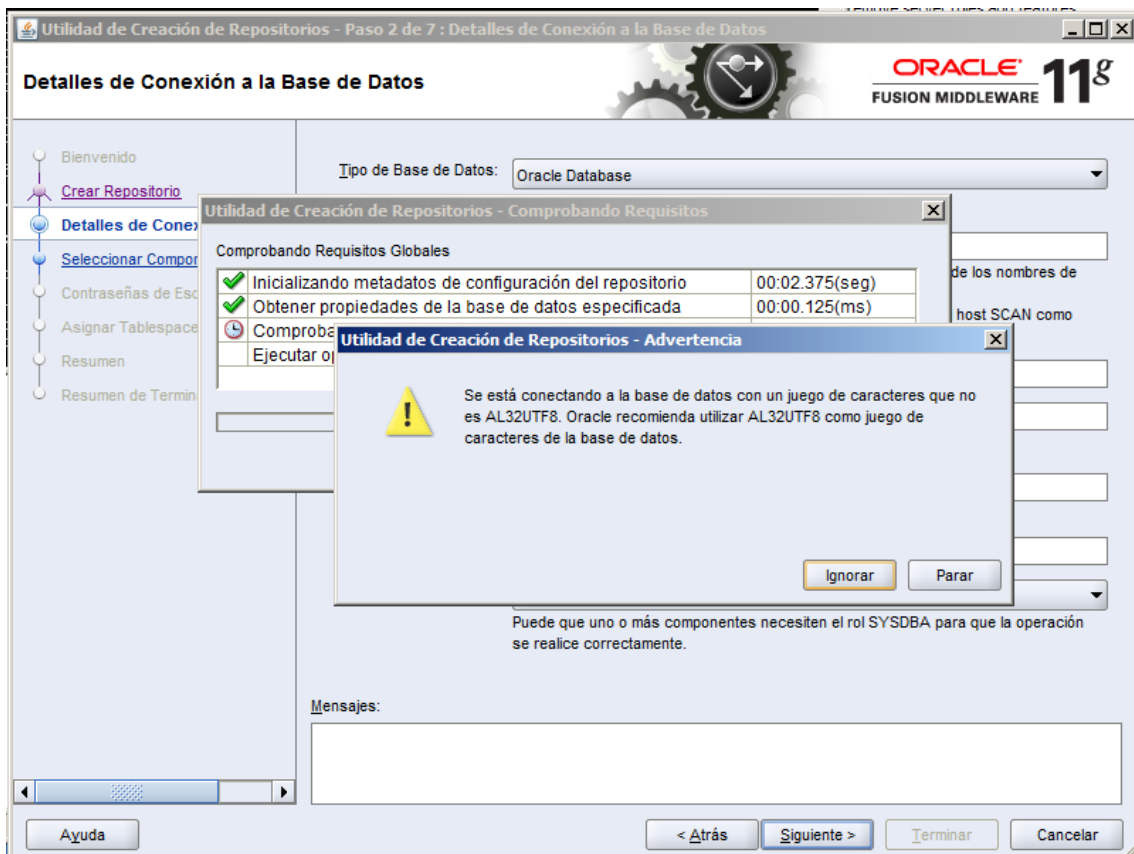 Utilidad de Creación de Repositorios - Paso 2 de 7 : Detalles de Conexión a la Base de Datos
Detalles de Conexión a la Base de Datos
ORACLE
FUSION MIDDLEWARE 11g
Bienvenido
Crear Repositorio
Detalles de Conex
Seleccionar Compor
Contraseñas de Esc
Asignar Tablespace
Resumen
Resumen de Termin
Tipo de Base de Datos: Oracle Database
de los nombres de
host SCAN como
Utilidad de Creación de Repositorios - Comprobando Requisitos
Comprobando Requisitos Globales
Inicializando metadatos de configuración del repositorio 00:02.375(seg)
Obtener propiedades de la base de datos especificada 00:00.125(ms)
Comproba
Ejecutar op
Utilidad de Creación de Repositorios - Advertencia
Se está conectando a la base de datos con un juego de caracteres que no
es AL32UTF8. Oracle recomienda utilizar AL32UTF8 como juego de
caracteres de la base de datos.
Ignorar Parar
Puede que uno o más componentes necesiten el rol SYSDBA para que la operación
se realice correctamente.
Mensajes:
Ayuda < Atrás Siguiente > Terminar Cancelar